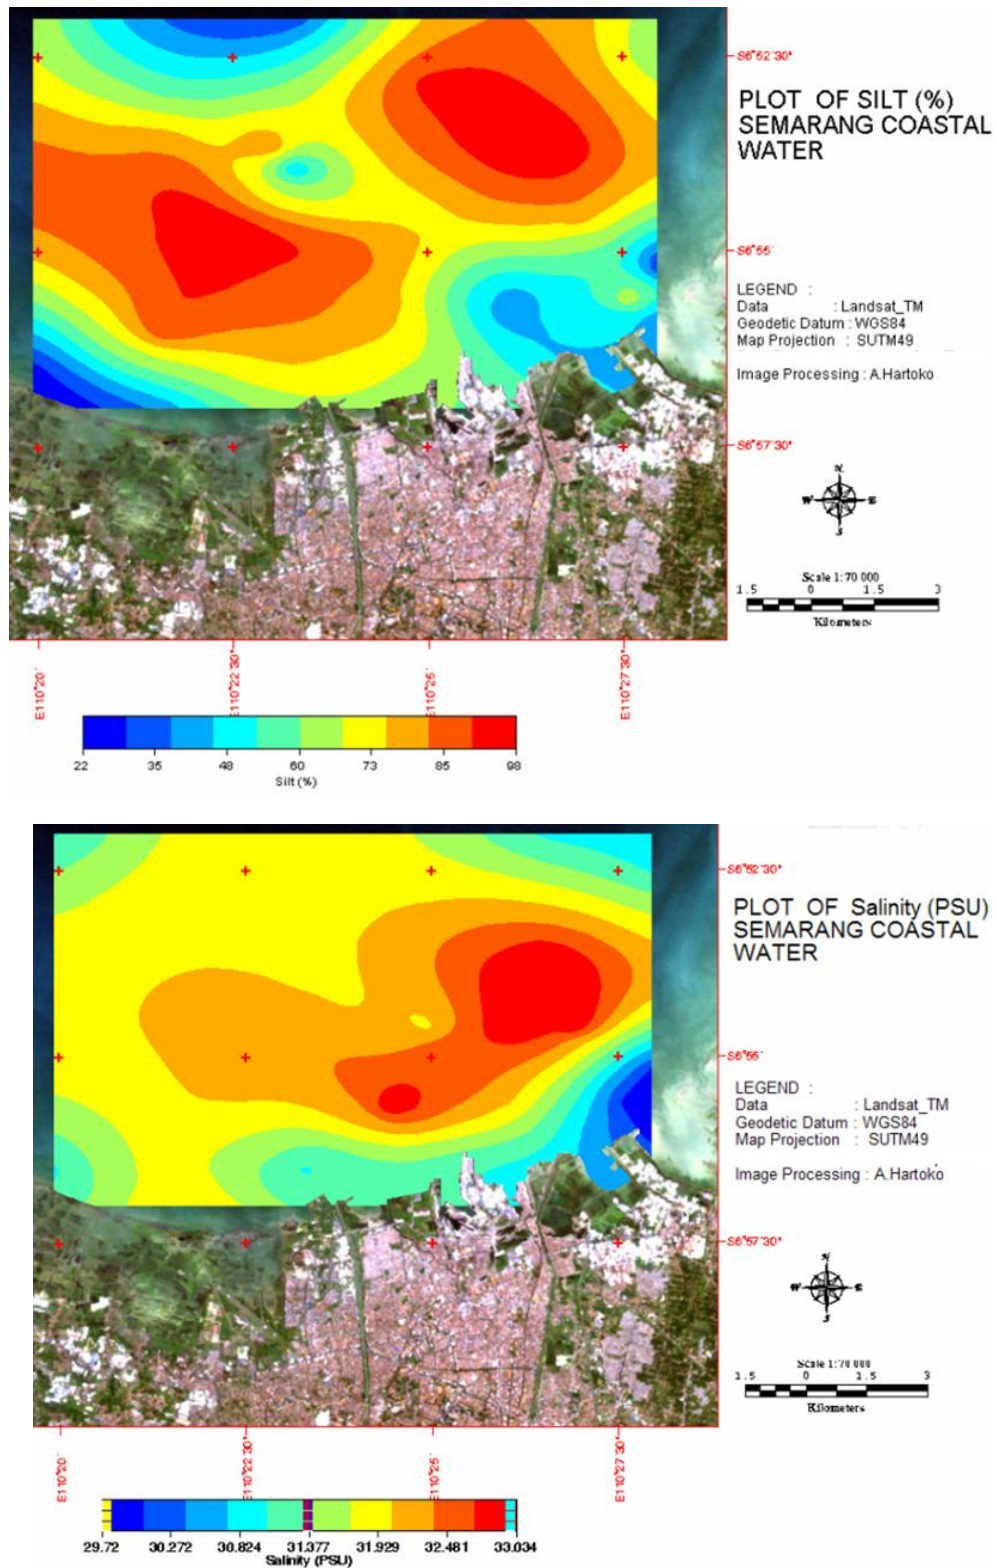 S6°52´30"
PLOT OF SILT (%)
SEMARANG COASTAL
WATER
S6°55´
LEGEND :
Data : Landsat_TM
Geodetic Datum : WGS84
Map Projection : SUTM49
Image Processing : A.Hartoko
S6°57´30"
N
W E
S
Scale 1:70 000
1.5 0 1.5 3
Kilometers
E110°20´ E110°22´30" E110°25´ E110°27´30"
22 35 48 60 73 85 98
Silt (%)
S6°52´30"
PLOT OF Salinity (PSU)
SEMARANG COASTAL
WATER
S6°55´
LEGEND :
Data : Landsat_TM
Geodetic Datum : WGS84
Map Projection : SUTM49
Image Processing : A.Hartoko
S6°57´30"
N
W E
S
Scale 1:70 000
1.5 0 1.5 3
Kilometers
E110°20´ E110°22´30" E110°25´ E110°27´30"
29.72 30.272 30.824 31.377 31.929 32.481 33.034
Salinity (PSU)